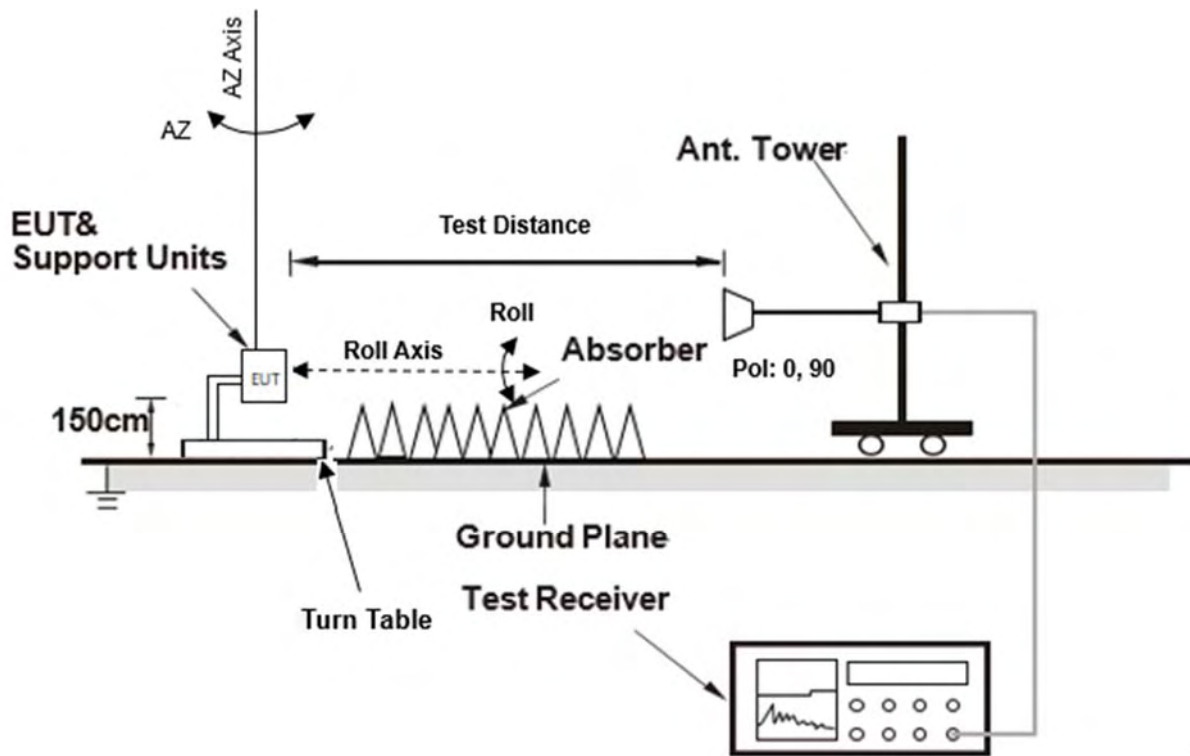 AZ Axis
AZ
Ant. Tower
EUT&
Support Units
Test Distance
Roll
Roll Axis
Absorber
EUT
Pol: 0, 90
150cm
Ground Plane
Test Receiver
Turn Table